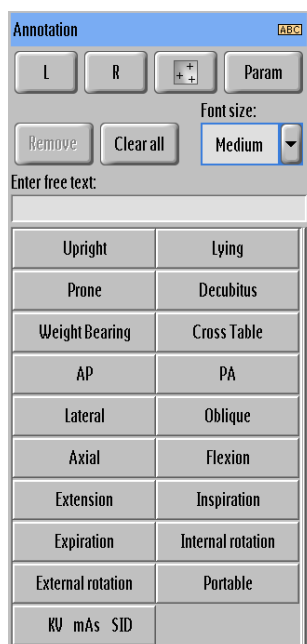 Annotation ABC
L R Param
Font size:
Remove Clear all Medium
Enter free text:
Upright Lying
Prone Decubitus
Weight Bearing Cross Table
AP PA
Lateral Oblique
Axial Flexion
Extension Inspiration
Expiration Internal rotation
External rotation Portable
KV mAs SID